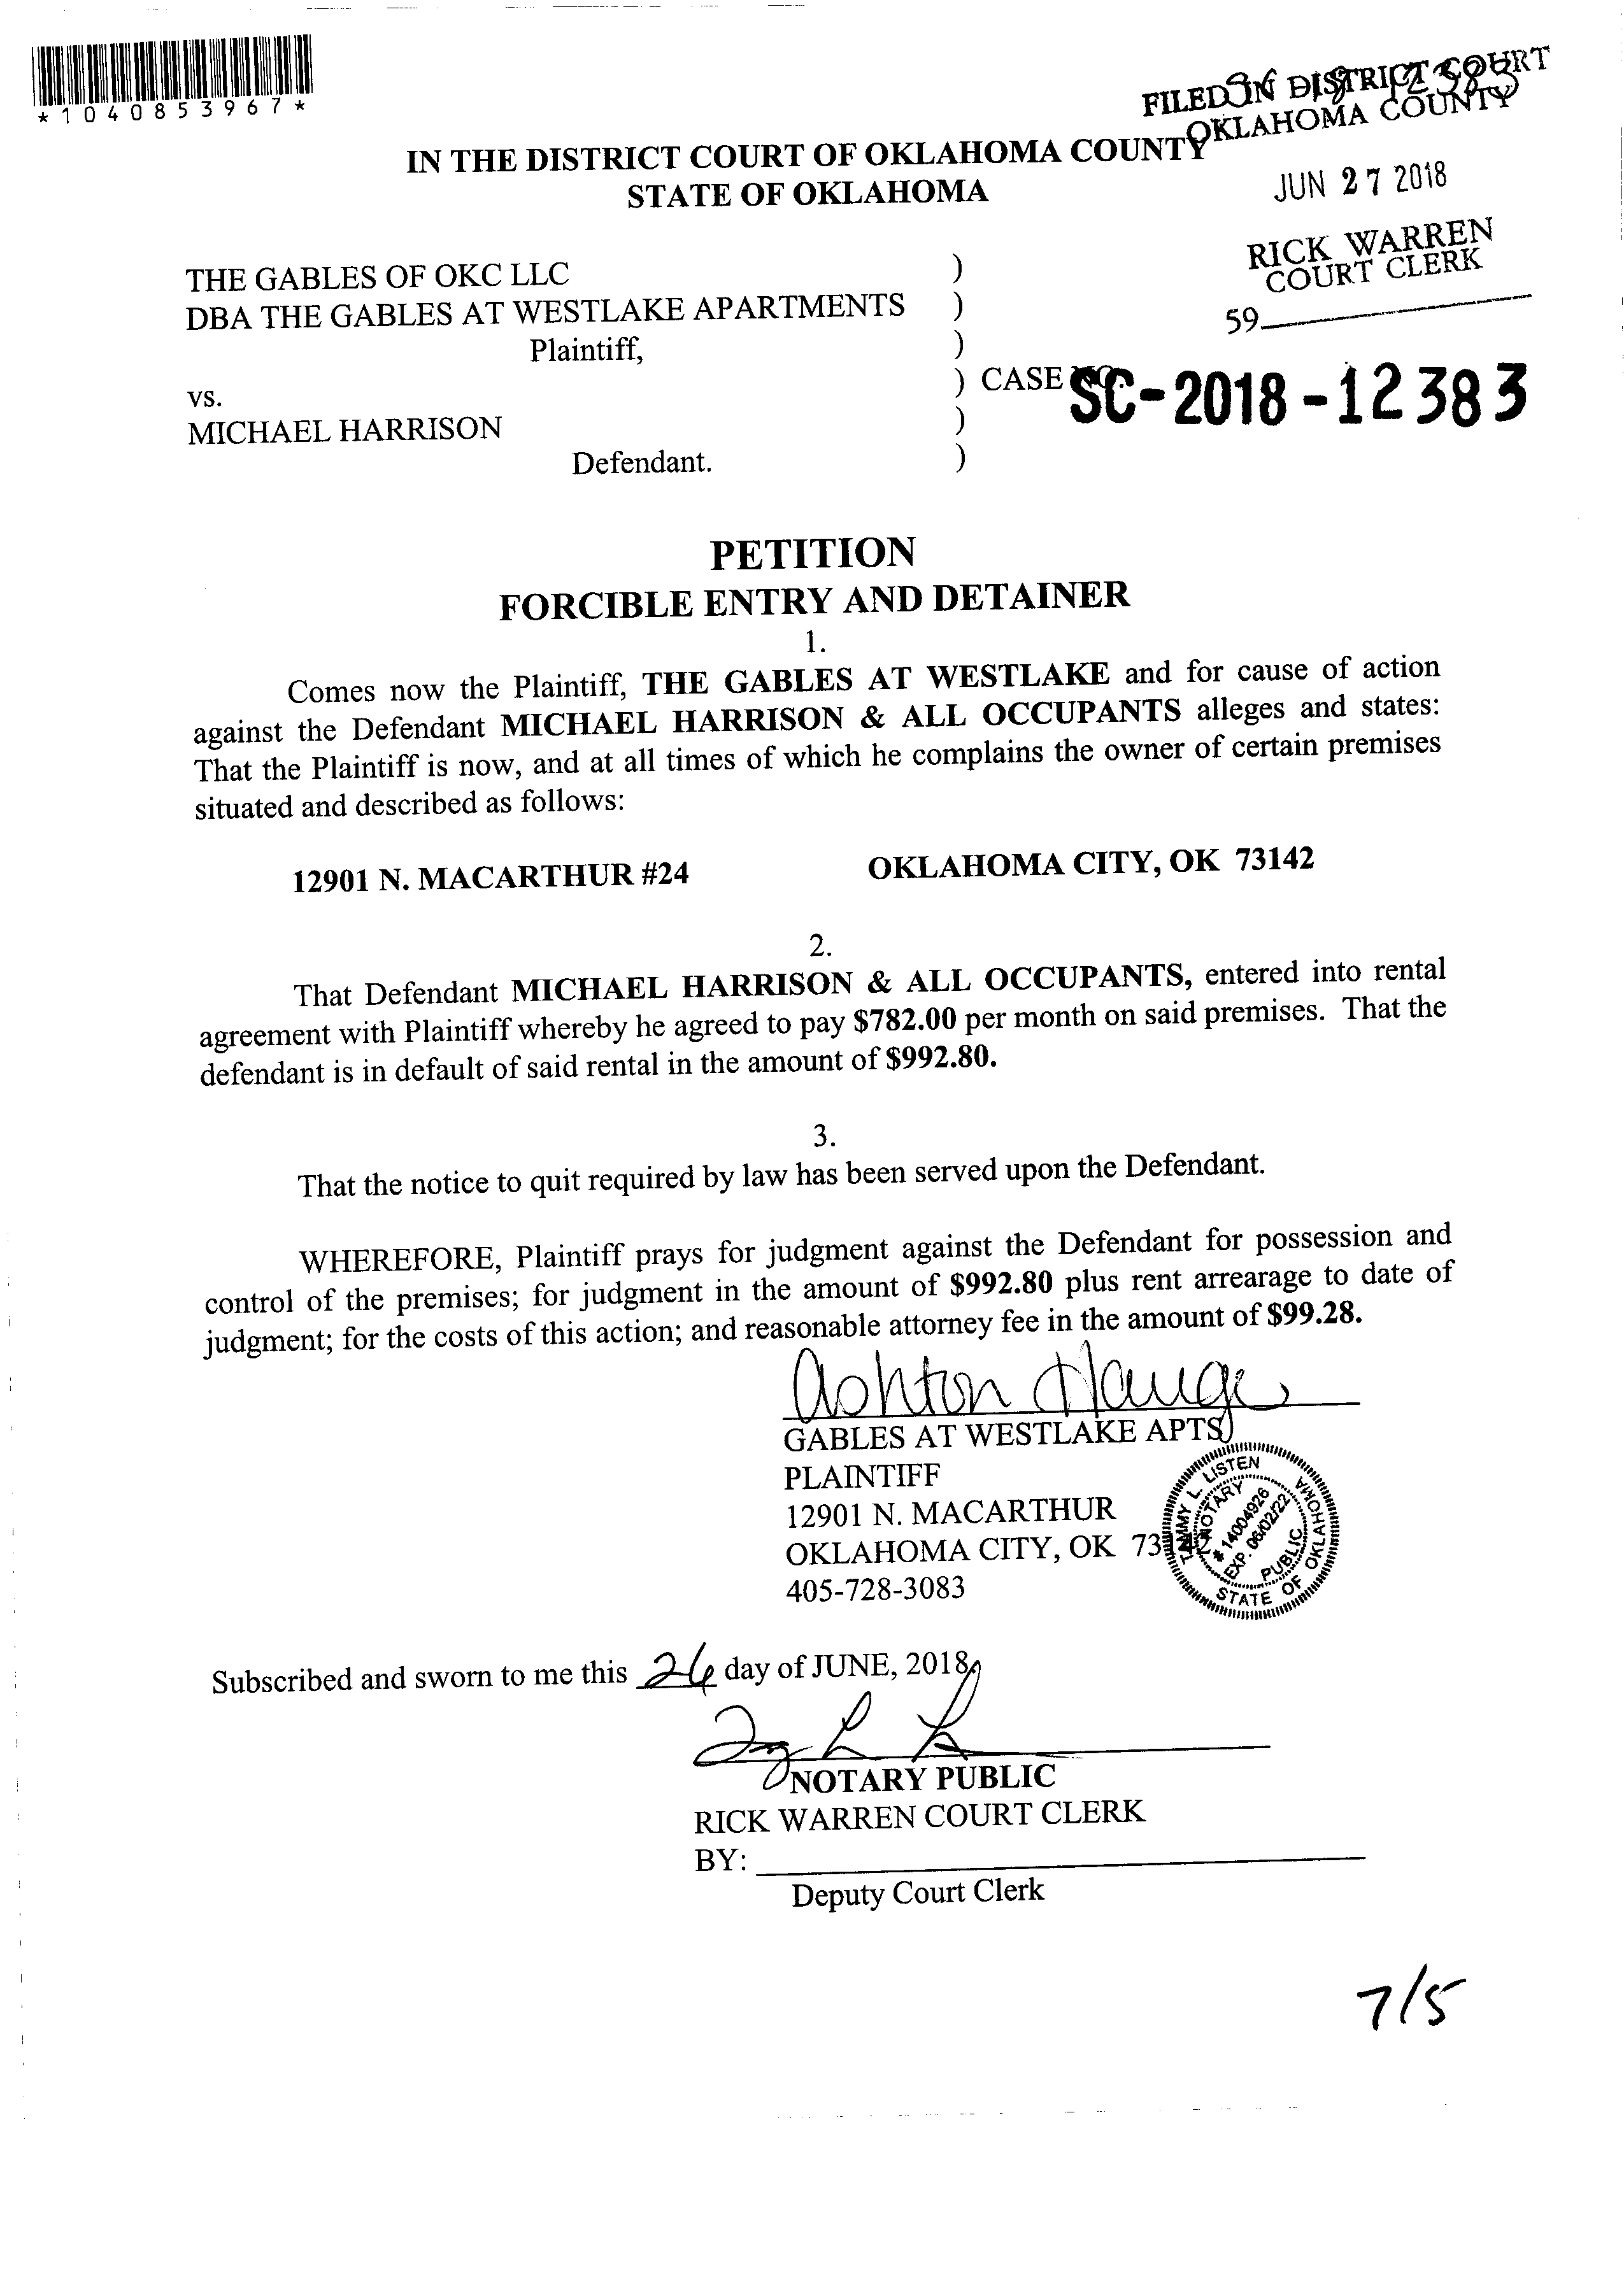 *1040853967*
FILED IN DISTRICT COURT
OKLAHOMA COUNTY
IN THE DISTRICT COURT OF OKLAHOMA COUNTY
STATE OF OKLAHOMA
JUN 27 2018
RICK WARREN
COURT CLERK
59
THE GABLES OF OKC LLC )
DBA THE GABLES AT WESTLAKE APARTMENTS )
Plaintiff, )
vs. ) CASE NO. SC-2018-12383
MICHAEL HARRISON )
Defendant. )
PETITION
FORCIBLE ENTRY AND DETAINER
1.
Comes now the Plaintiff, THE GABLES AT WESTLAKE and for cause of action
against the Defendant MICHAEL HARRISON & ALL OCCUPANTS alleges and states:
That the Plaintiff is now, and at all times of which he complains the owner of certain premises
situated and described as follows:
12901 N. MACARTHUR #24 OKLAHOMA CITY, OK 73142
2.
That Defendant MICHAEL HARRISON & ALL OCCUPANTS, entered into rental
agreement with Plaintiff whereby he agreed to pay $782.00 per month on said premises. That the
defendant is in default of said rental in the amount of $992.80.
3.
That the notice to quit required by law has been served upon the Defendant.
WHEREFORE, Plaintiff prays for judgment against the Defendant for possession and
control of the premises; for judgment in the amount of $992.80 plus rent arrearage to date of
judgment; for the costs of this action; and reasonable attorney fee in the amount of $99.28.
Ashton Hauge
GABLES AT WESTLAKE APTS
PLAINTIFF
12901 N. MACARTHUR
OKLAHOMA CITY, OK 73142
405-728-3083
TAMMY L. LISTEN
NOTARY
# 14004926
EXP. 06/02/22
PUBLIC
STATE OF OKLAHOMA
Subscribed and sworn to me this 26 day of JUNE, 2018
NOTARY PUBLIC
RICK WARREN COURT CLERK
BY:
Deputy Court Clerk
7/5